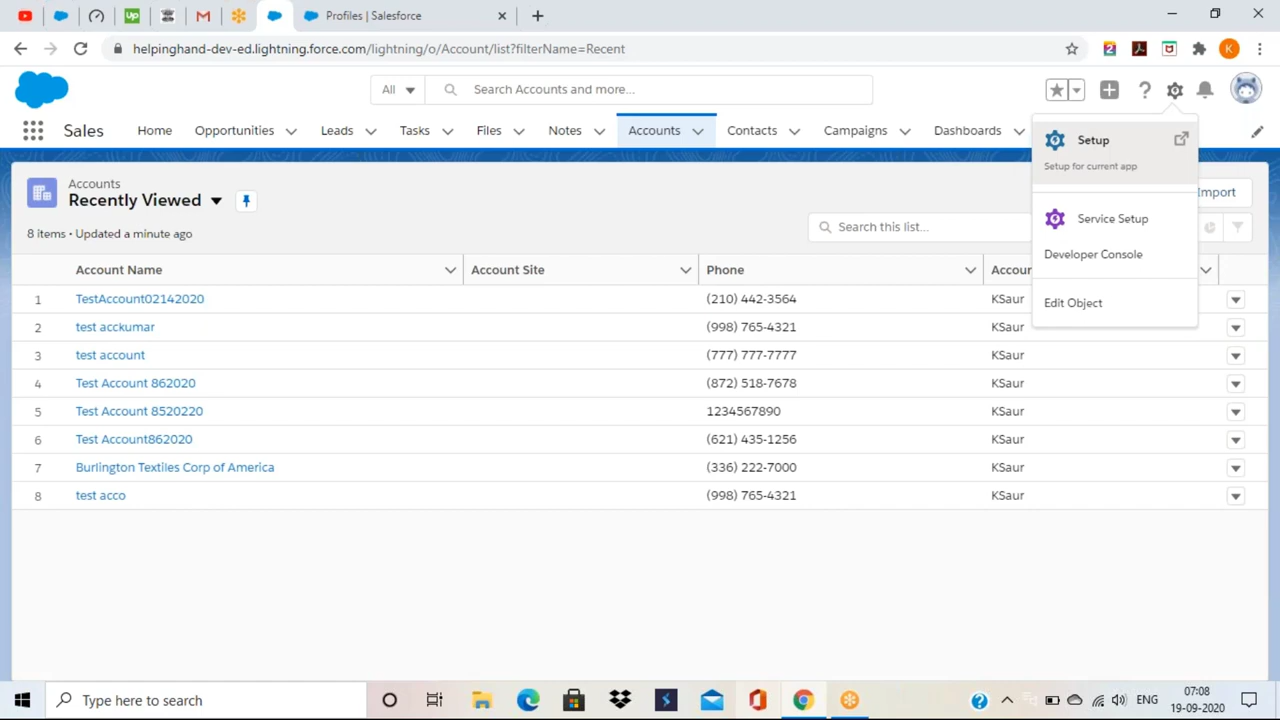 Profiles | Salesforce
helpinghand-dev-ed.lightning.force.com/lightning/o/Account/list?filterName=Recent
All
Search Accounts and more...
Sales
Home
Opportunities
Leads
Tasks
Files
Notes
Accounts
Contacts
Campaigns
Dashboards
Setup
Setup for current app
Service Setup
Developer Console
Edit Object
Accounts
Recently Viewed
Import
8 items • Updated a minute ago
Search this list...
Account Name Account Site Phone Accou
1 TestAccount02142020 (210) 442-3564 KSaur
2 test acckumar (998) 765-4321 KSaur
3 test account (777) 777-7777 KSaur
4 Test Account 862020 (872) 518-7678 KSaur
5 Test Account 8520220 1234567890 KSaur
6 Test Account862020 (621) 435-1256 KSaur
7 Burlington Textiles Corp of America (336) 222-7000 KSaur
8 test acco (998) 765-4321 KSaur
Type here to search
ENG
07:08
19-09-2020